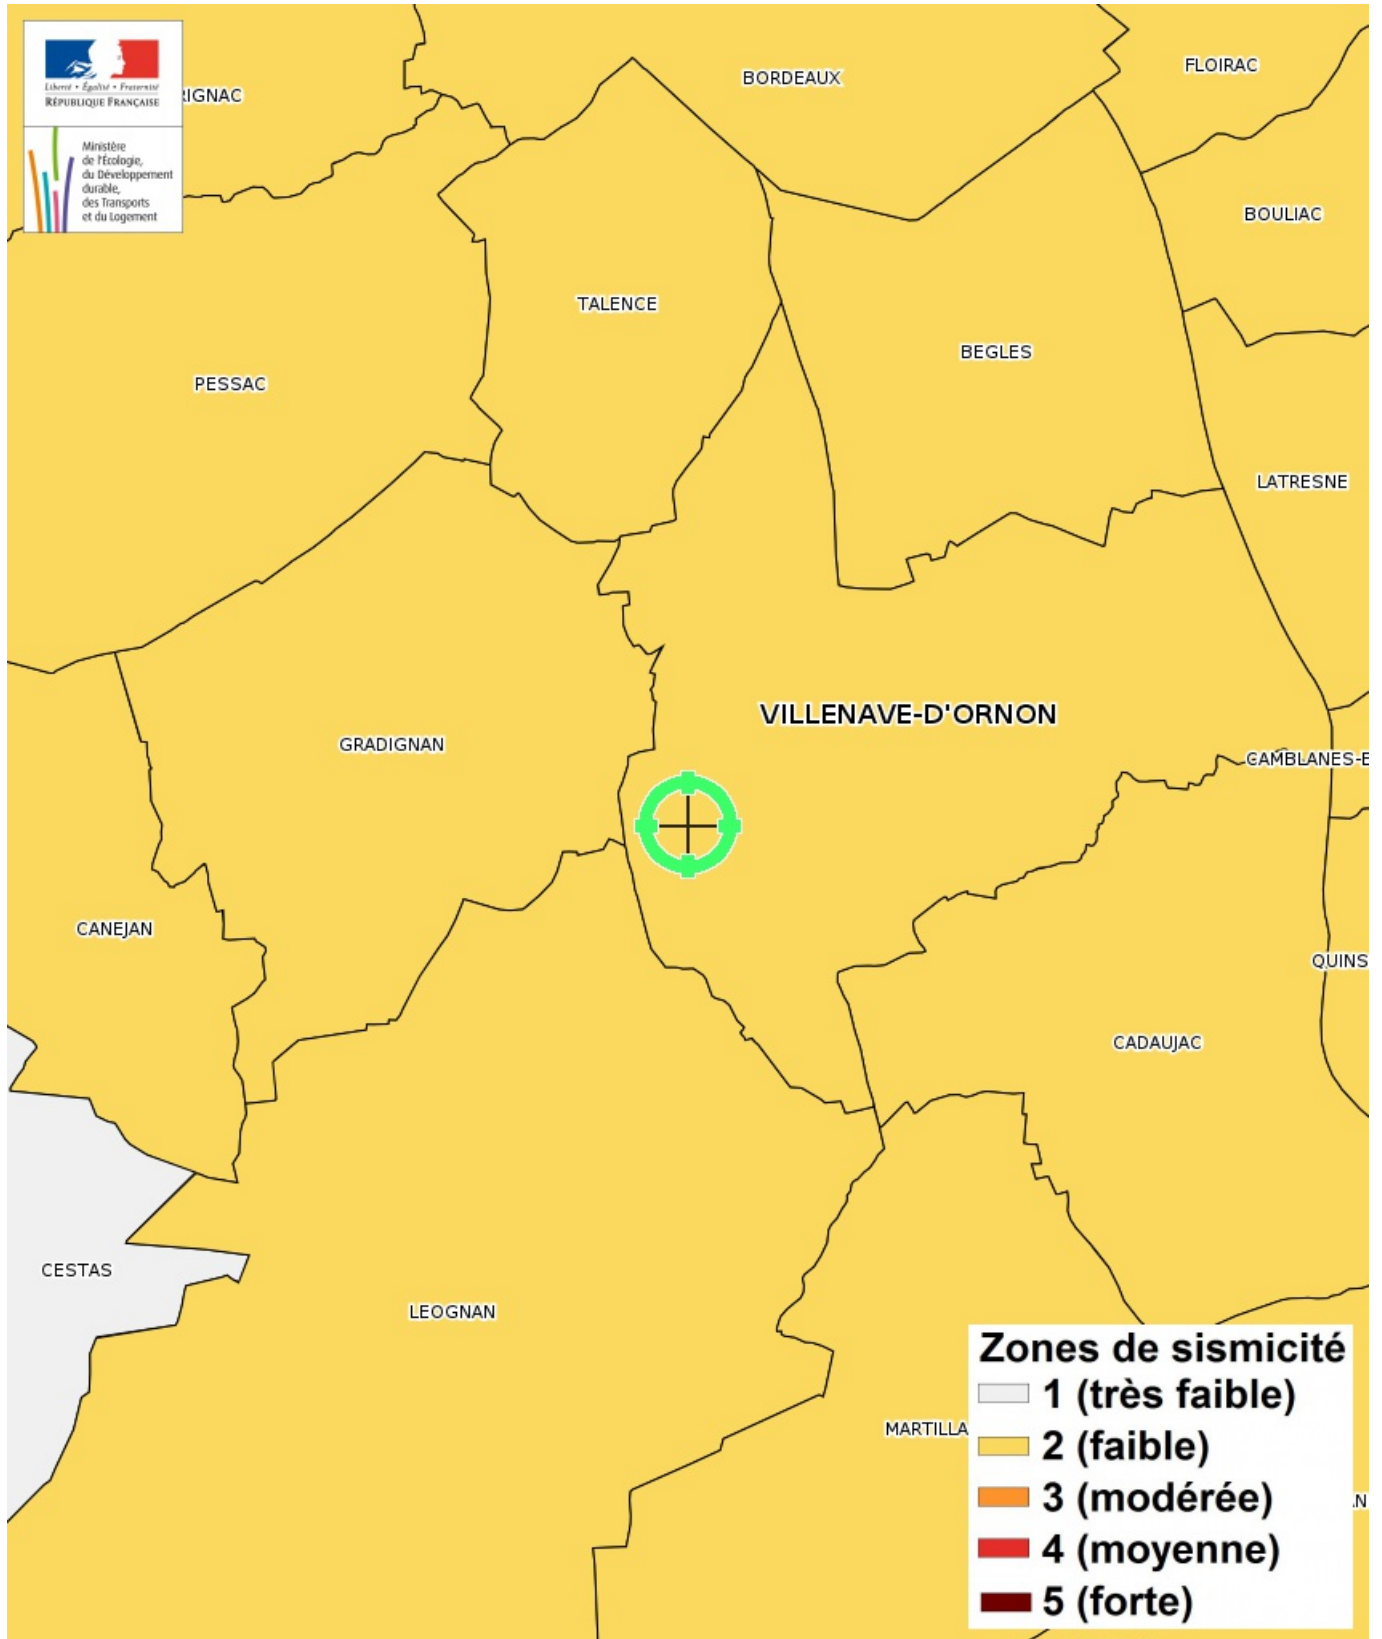 Liberté • Égalité • Fraternité
RÉPUBLIQUE FRANÇAISE
Ministère
de l'Écologie,
du Développement
durable,
des Transports
et du Logement
RIGNAC
BORDEAUX
FLOIRAC
BOULIAC
TALENCE
BEGLES
PESSAC
LATRESNE
VILLENAVE-D'ORNON
GRADIGNAN
CAMBLANES-E
CANEJAN
QUINS
CADAUJAC
CESTAS
LEOGNAN
MARTILLA
AN
Zones de sismicité
1 (très faible)
2 (faible)
3 (modérée)
4 (moyenne)
5 (forte)